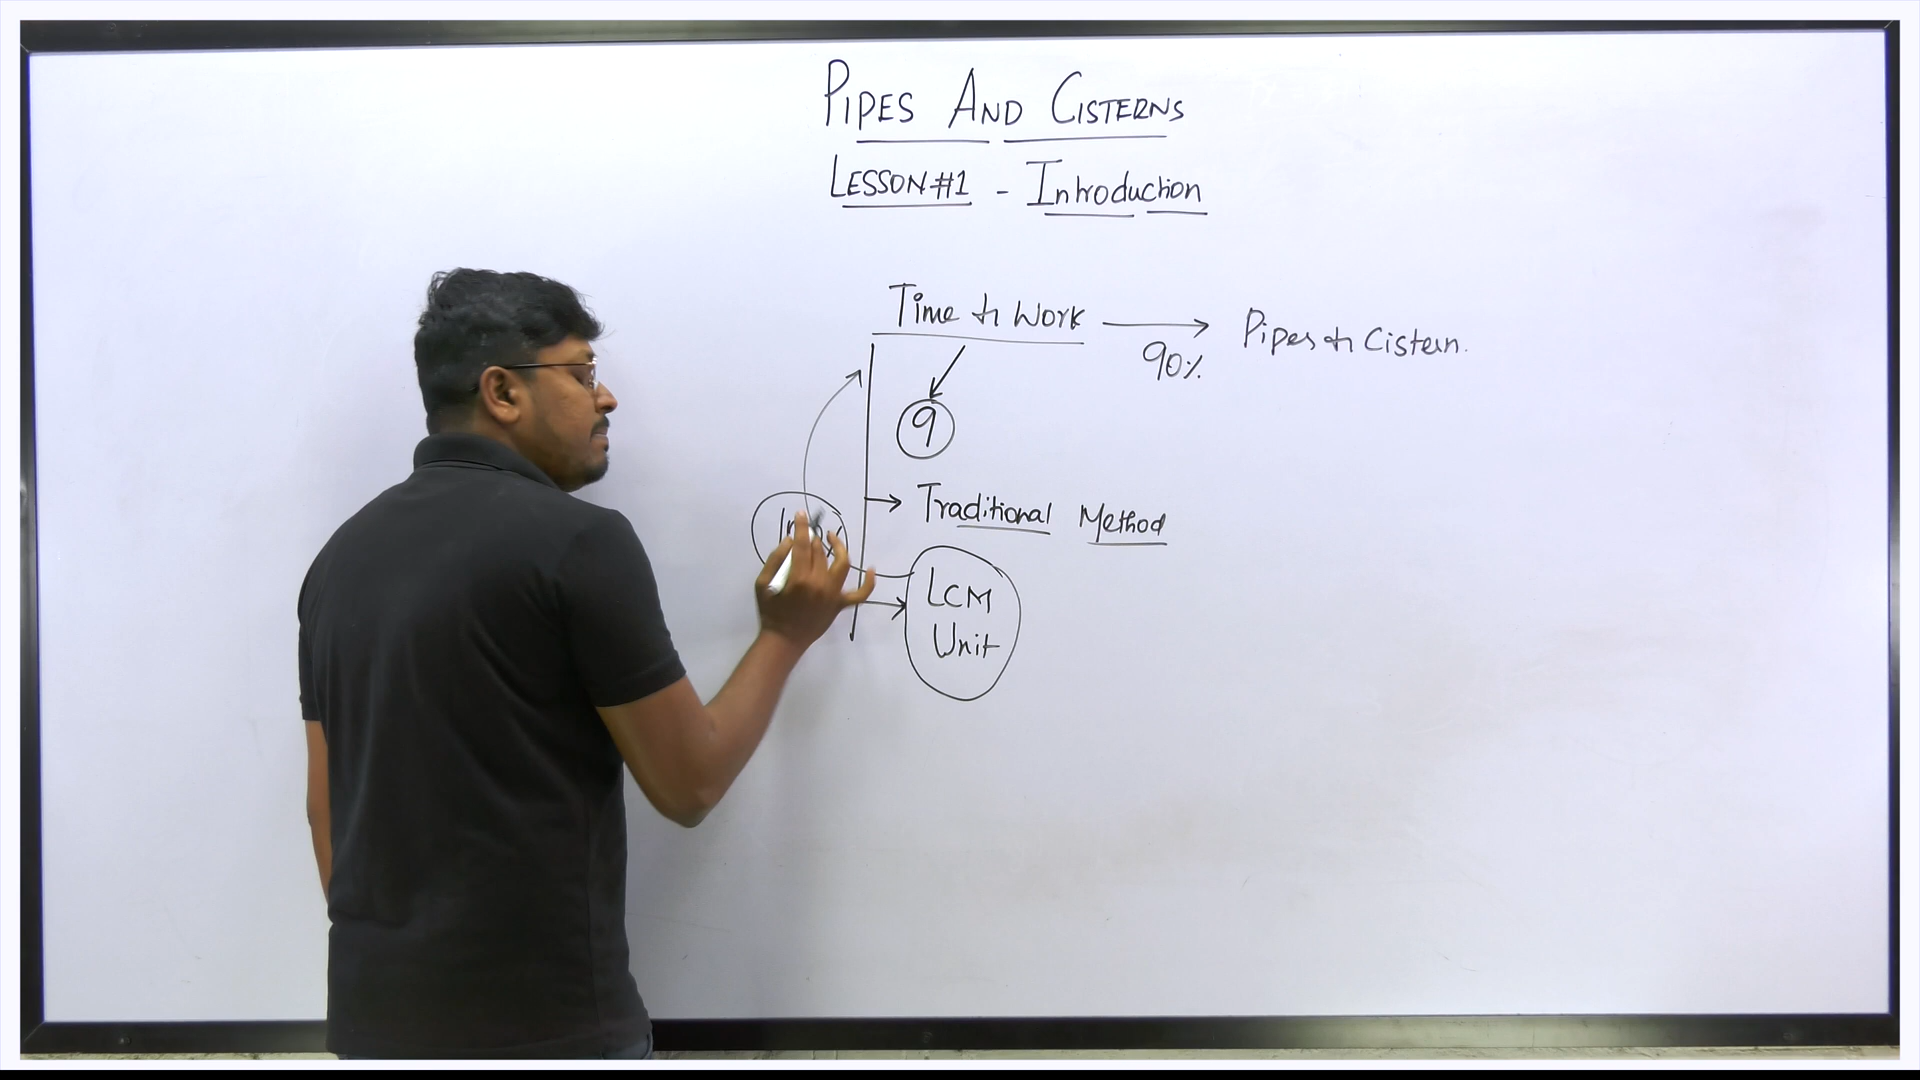 PIPES AND CISTERNS
LESSON#1 - Introduction
Time & Work → Pipes & Cistern.
90%
9
Traditional Method
LCM
Unit